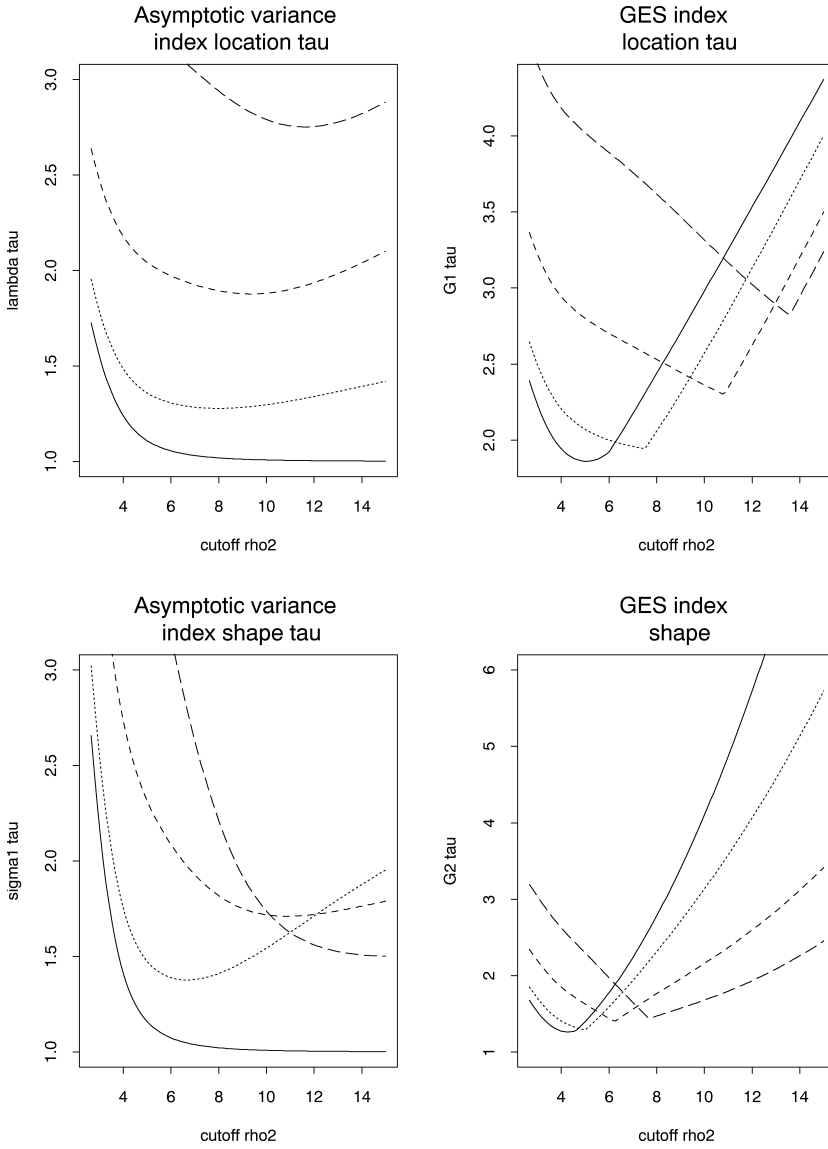 Asymptotic variance
index location tau
3.0
2.5
2.0
1.5
1.0
lambda tau
4 6 8 10 12 14
cutoff rho2
GES index
location tau
4.0
3.5
3.0
2.5
2.0
G1 tau
4 6 8 10 12 14
cutoff rho2
Asymptotic variance
index shape tau
3.0
2.5
2.0
1.5
1.0
sigma1 tau
4 6 8 10 12 14
cutoff rho2
GES index
shape
6
5
4
3
2
1
G2 tau
4 6 8 10 12 14
cutoff rho2